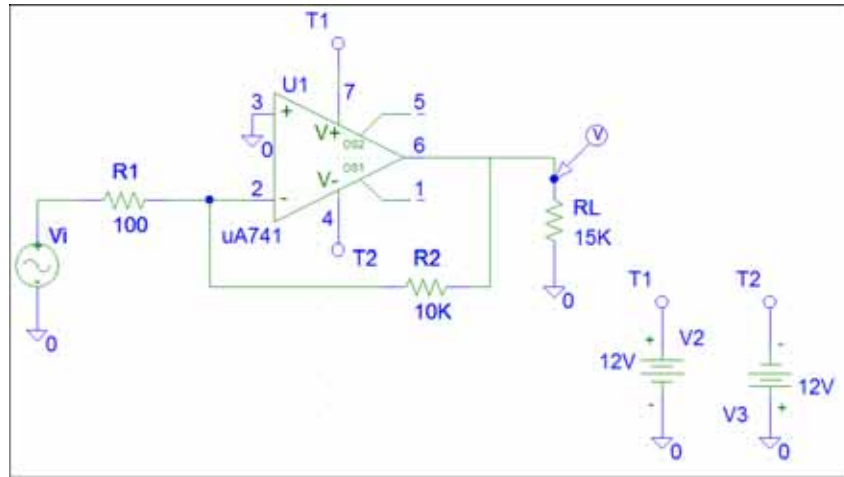 T1
U1
3
+
7
5
V+
OS2
6
0
R1
2
-
V-
OS1
1
RL
100
uA741
4
15K
Vi
+
-
T2
R2
10K
0
T1
T2
0
+
V2
-
12V
12V
-
V3
+
0
0
V